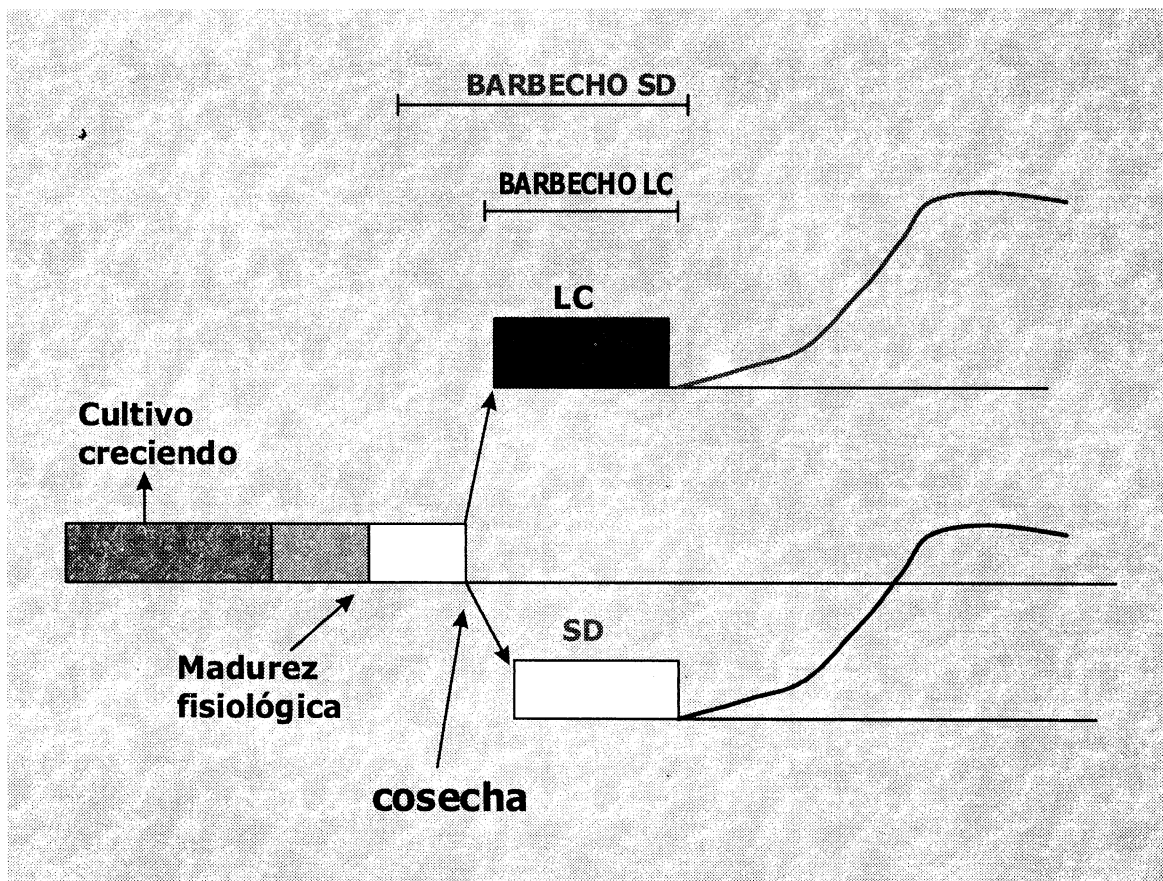 BARBECHO SD
BARBECHO LC
LC
Cultivo
creciendo
SD
Madurez
fisiológica
cosecha